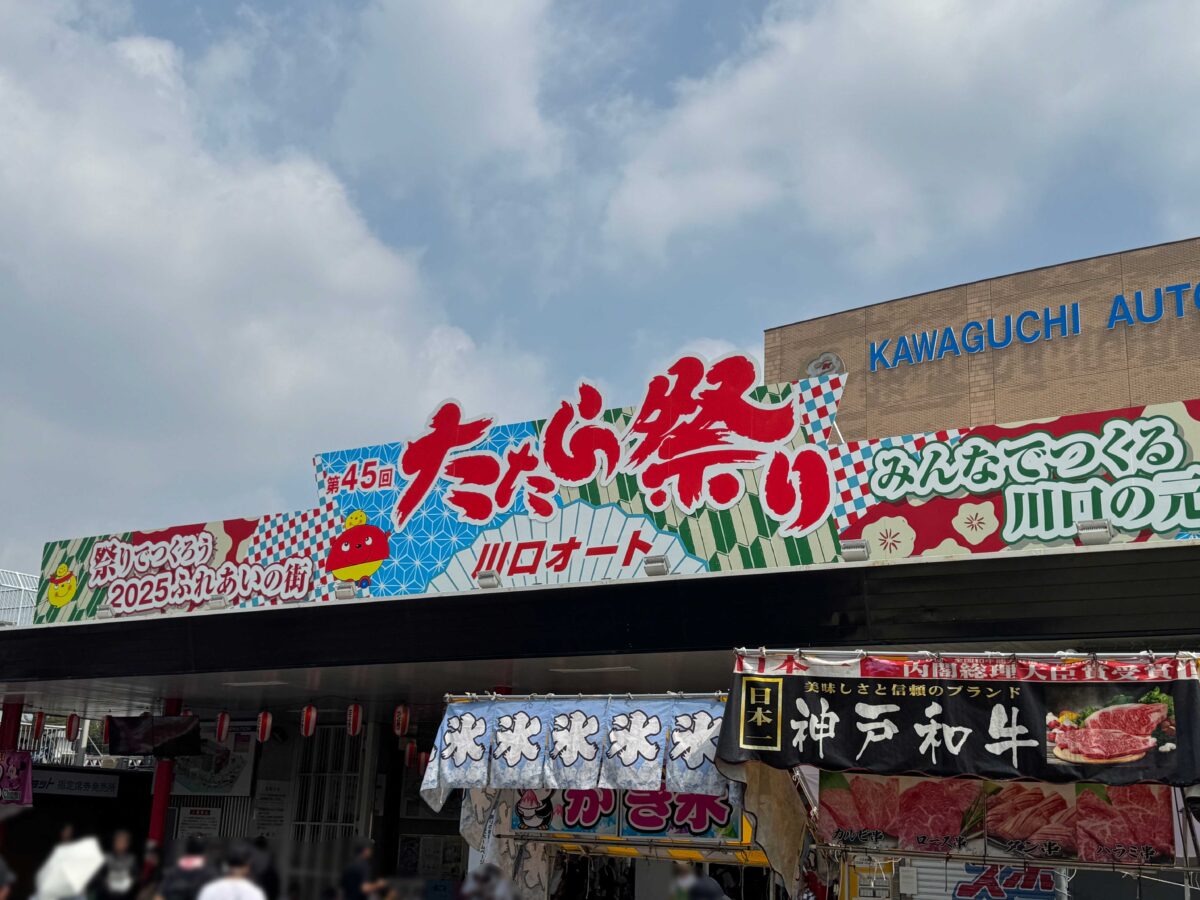 KAWAGUCHI AUTO
第45回
たたら祭り
川口オート
祭りでつくろう
2025ふれあいの街
みんなでつくる
川口の元
内閣総理大臣賞受賞
日本一
美味しさと信頼のブランド
神戸和牛
氷 氷 氷 氷 氷
かき氷
カルビ串
ロース串
タン串
ハラミ串